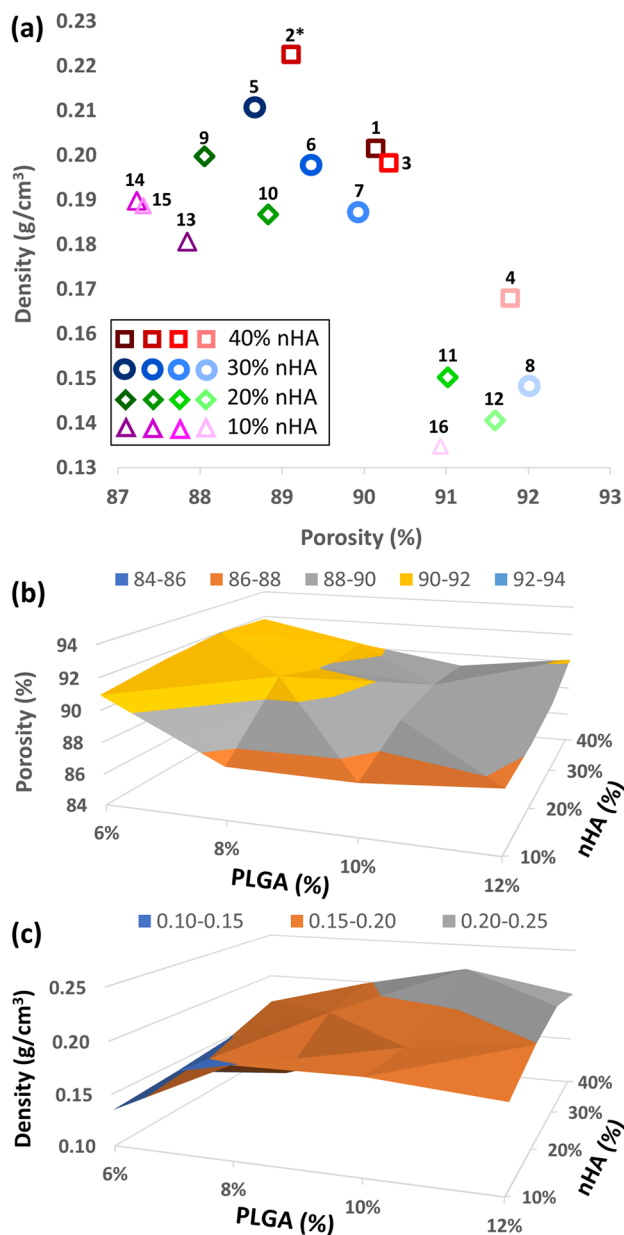 (a)
0.23
0.22
0.21
0.20
0.19
0.18
0.17
0.16
0.15
0.14
0.13
Density (g/cm³)
2*
5
1
9
6
3
14
15
10
7
13
4
11
8
12
16
40% nHA
30% nHA
20% nHA
10% nHA
87 88 89 90 91 92 93
Porosity (%)
(b)
84-86 86-88 88-90 90-92 92-94
94
92
90
88
86
84
Porosity (%)
6%
8%
10%
12%
PLGA (%)
40%
30%
20%
10%
nHA (%)
(c)
0.10-0.15 0.15-0.20 0.20-0.25
0.25
0.20
0.15
0.10
Density (g/cm³)
6%
8%
10%
12%
PLGA (%)
40%
30%
20%
10%
nHA (%)